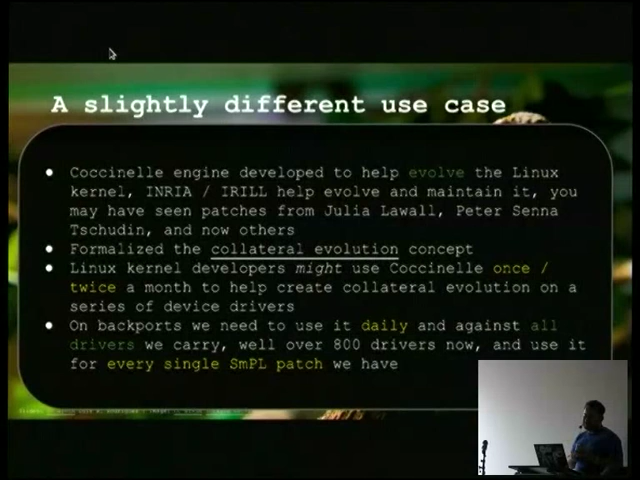 A slightly different use case
● Coccinelle engine developed to help evolve the Linux
kernel, INRIA / IRILL help evolve and maintain it, you
may have seen patches from Julia Lawall, Peter Senna
Tschudin, and now others
● Formalized the collateral evolution concept
● Linux kernel developers might use Coccinelle once /
twice a month to help create collateral evolution on a
series of device drivers
● On backports we need to use it daily and against all
drivers we carry, well over 800 drivers now, and use it
for every single SmPL patch we have